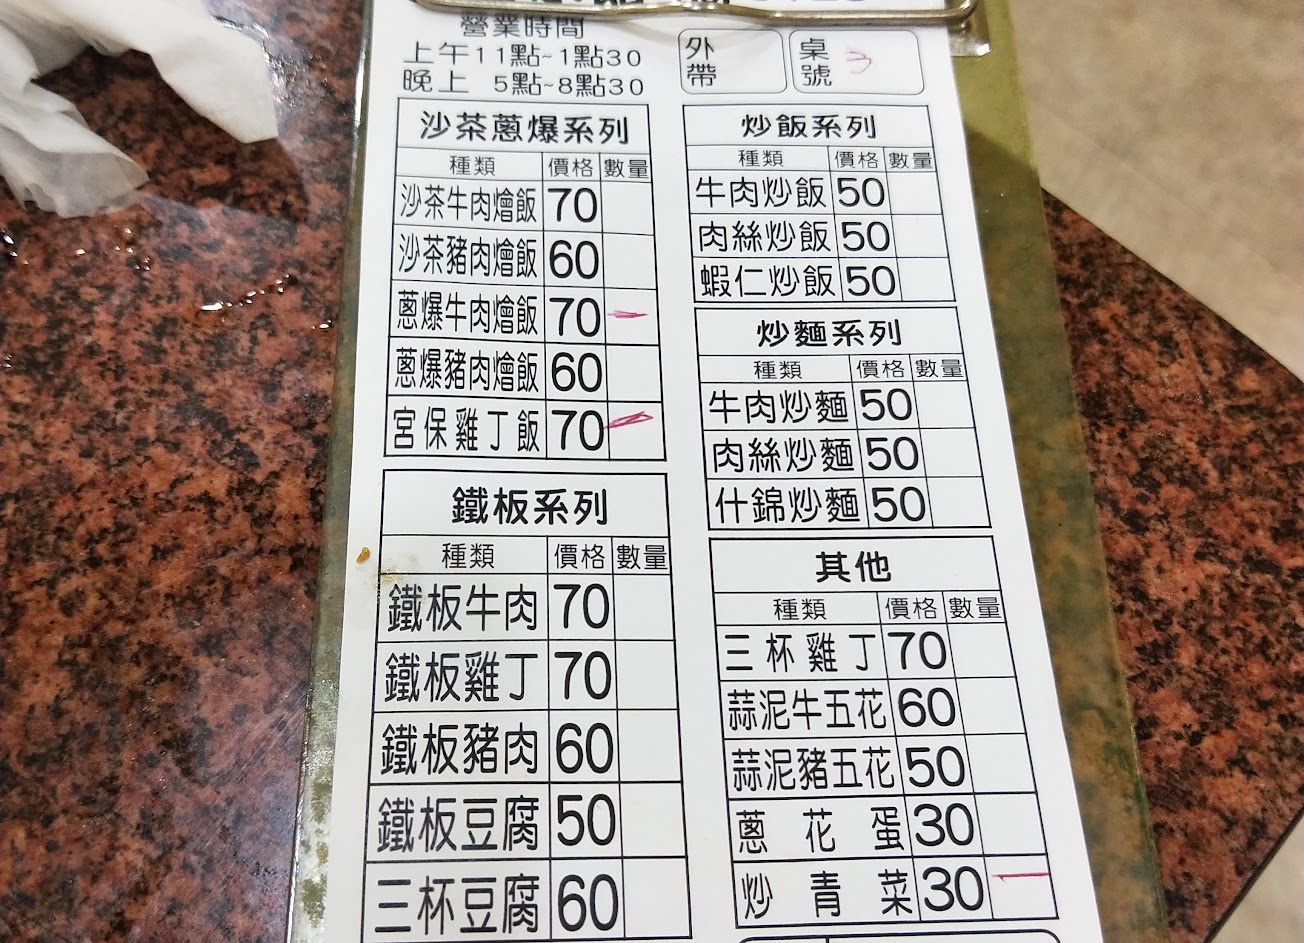 營業時間
上午11點~1點30
晚上 5點~8點30
外帶
桌號 3
沙茶蔥爆系列
種類 價格 數量
沙茶牛肉燴飯 70
沙茶豬肉燴飯 60
蔥爆牛肉燴飯 70 一
蔥爆豬肉燴飯 60
宮保雞丁飯 70 一
鐵板系列
種類 價格 數量
鐵板牛肉 70
鐵板雞丁 70
鐵板豬肉 60
鐵板豆腐 50
三杯豆腐 60
炒飯系列
種類 價格 數量
牛肉炒飯 50
肉絲炒飯 50
蝦仁炒飯 50
炒麵系列
種類 價格 數量
牛肉炒麵 50
肉絲炒麵 50
什錦炒麵 50
其他
種類 價格 數量
三杯雞丁 70
蒜泥牛五花 60
蒜泥豬五花 50
蔥花蛋 30
炒青菜 30 一